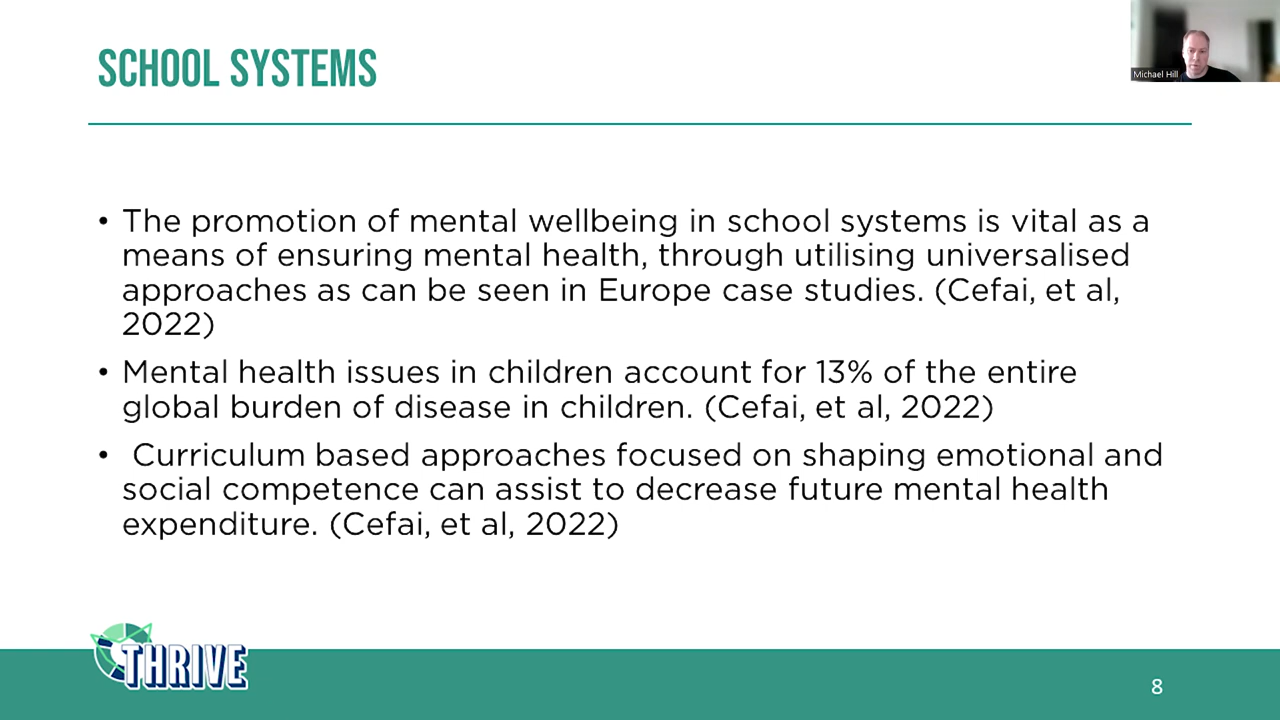 SCHOOL SYSTEMS
Michael Hill
• The promotion of mental wellbeing in school systems is vital as a
means of ensuring mental health, through utilising universalised
approaches as can be seen in Europe case studies. (Cefai, et al,
2022)
• Mental health issues in children account for 13% of the entire
global burden of disease in children. (Cefai, et al, 2022)
• Curriculum based approaches focused on shaping emotional and
social competence can assist to decrease future mental health
expenditure. (Cefai, et al, 2022)
THRIVE
8